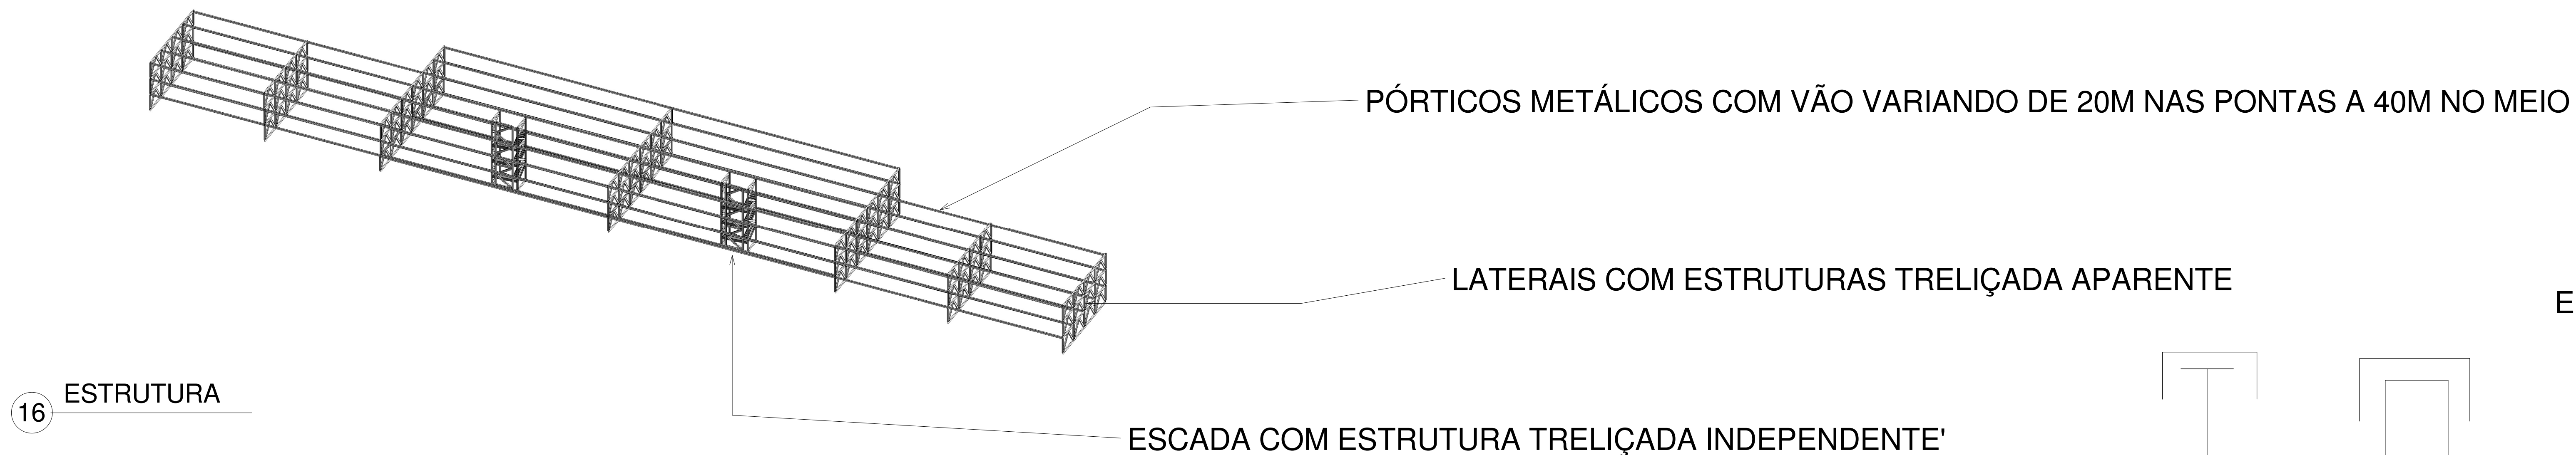 PÓRTICOS METÁLICOS COM VÃO VARIANDO DE 20M NAS PONTAS A 40M NO MEIO
LATERAIS COM ESTRUTURAS TRELIÇADA APARENTE
E
16 ESTRUTURA
ESCADA COM ESTRUTURA TRELIÇADA INDEPENDENTE'